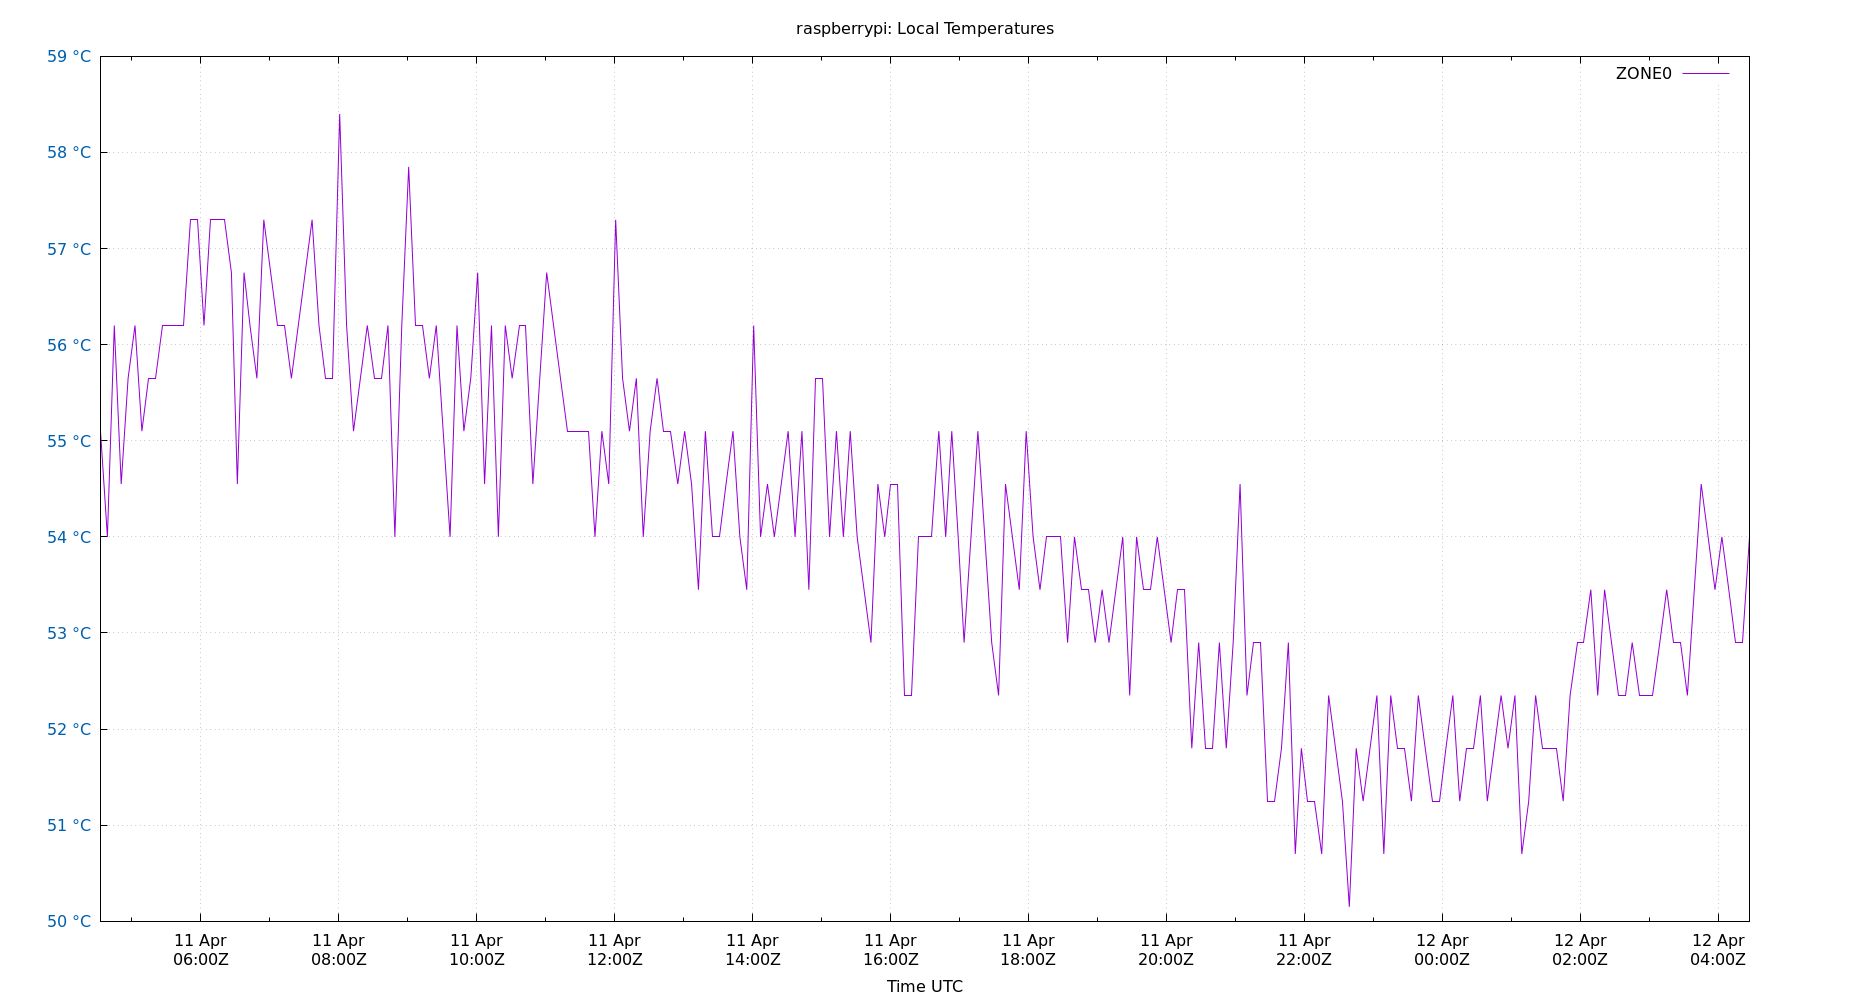 raspberrypi: Local Temperatures
59 °C
ZONE0
58 °C
57 °C
56 °C
55 °C
54 °C
53 °C
52 °C
51 °C
50 °C
11 Apr 11 Apr 11 Apr 11 Apr 11 Apr 11 Apr 11 Apr 11 Apr 11 Apr 12 Apr 12 Apr 12 Apr
06:00Z 08:00Z 10:00Z 12:00Z 14:00Z 16:00Z 18:00Z 20:00Z 22:00Z 00:00Z 02:00Z 04:00Z
Time UTC